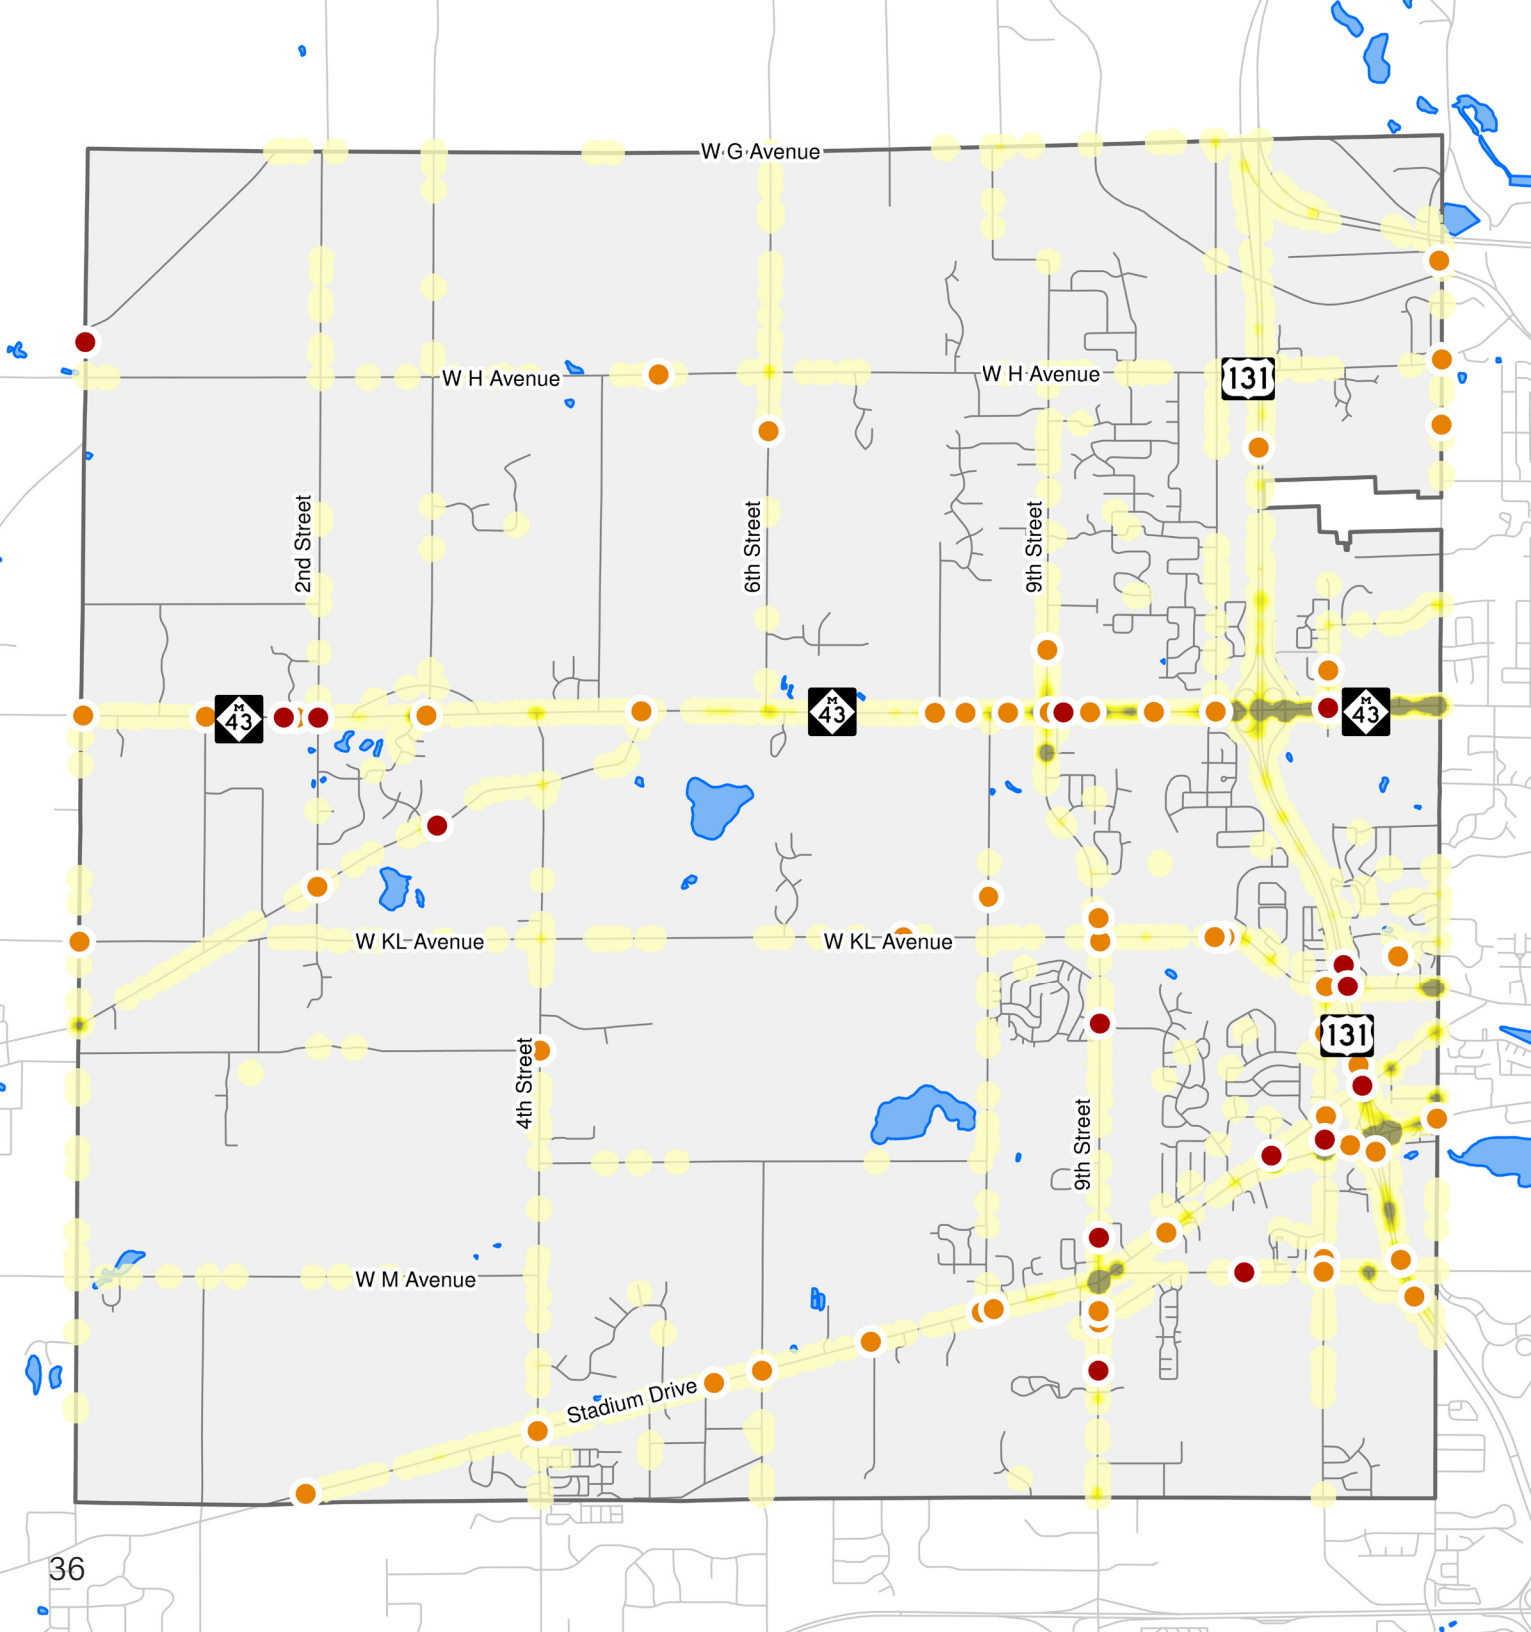 W G Avenue
W H Avenue
W H Avenue
131
2nd Street
6th Street
9th Street
M
43
M
43
M
43
W KL Avenue
W KL Avenue
131
4th Street
9th Street
W M Avenue
Stadium Drive
36